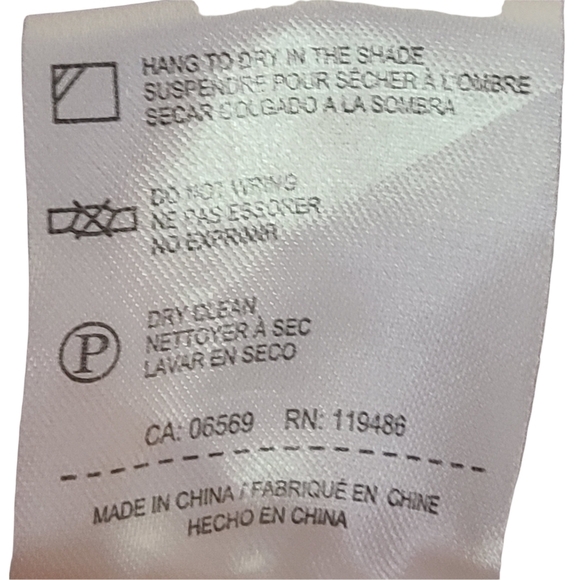 HANG TO DRY IN THE SHADE
SUSPENDRE POUR SÉCHER À L'OMBRE
SECAR COLGADO A LA SOMBRA
DO NOT WRING
NE PAS ESSORER
NO EXPRIMIR
P
DRY CLEAN
NETTOYER À SEC
LAVAR EN SECO
CA: 06569 RN: 119486
MADE IN CHINA / FABRIQUÉ EN CHINE
HECHO EN CHINA